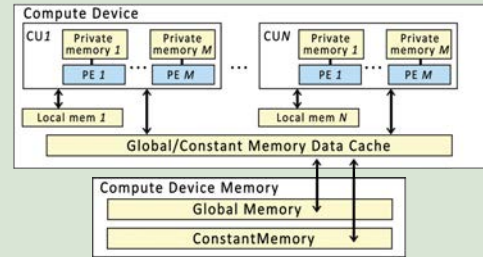 Compute Device
CU1
Private
memory 1
Private
memory M
PE 1
...
PE M
...
CUN
Private
memory 1
Private
memory M
PE 1
...
PE M
Local mem 1
Local mem N
Global/Constant Memory Data Cache
Compute Device Memory
Global Memory
ConstantMemory